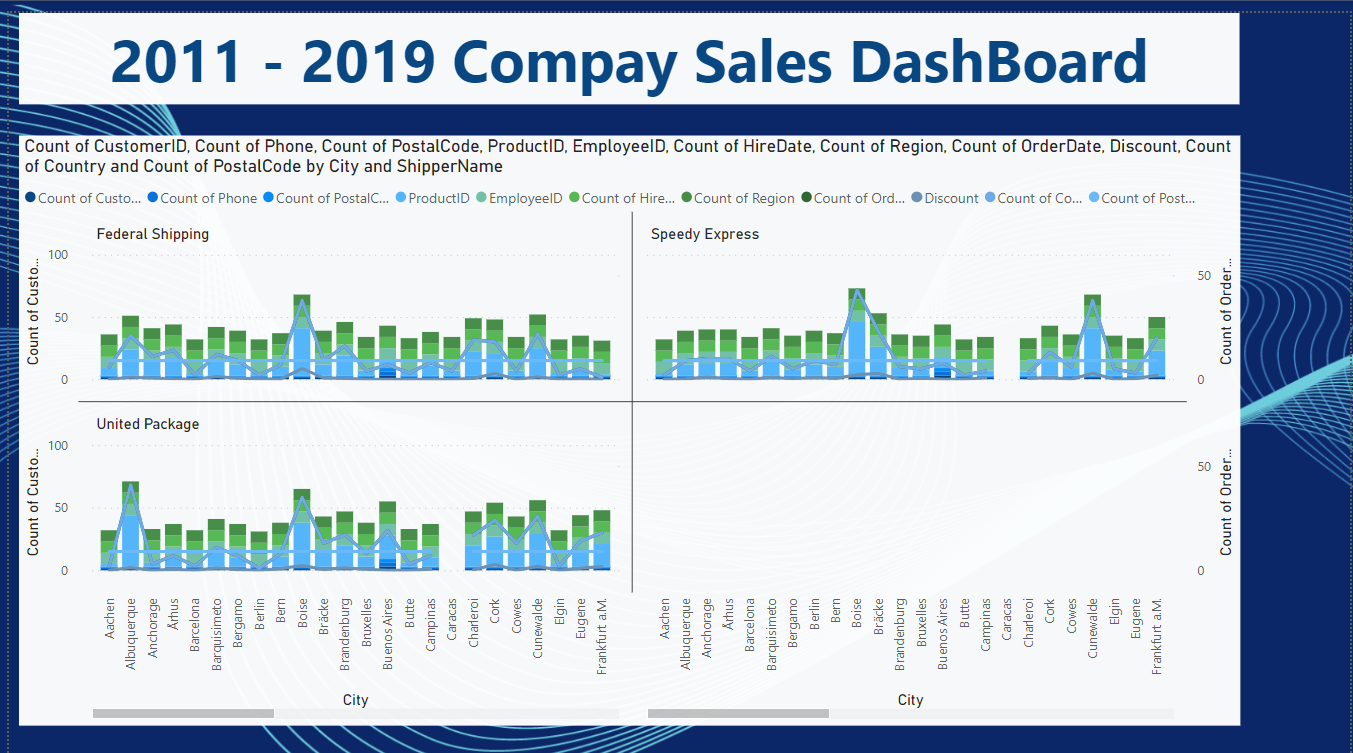 2011 - 2019 Compay Sales DashBoard
Count of CustomerID, Count of Phone, Count of PostalCode, ProductID, EmployeeID, Count of HireDate, Count of Region, Count of OrderDate, Discount, Count
of Country and Count of PostalCode by City and ShipperName
Count of Custo... Count of Phone Count of PostalC... ProductID EmployeeID Count of Hire... Count of Region Count of Ord... Discount Count of Co... Count of Post...
Federal Shipping
Count of Custo...
100
50
0
Speedy Express
50
0
Count of Order...
United Package
Count of Custo...
100
50
0
50
0
Count of Order...
Aachen
Albuquerque
Anchorage
Århus
Barcelona
Barquisimeto
Bergamo
Berlin
Bern
Boise
Bräcke
Brandenburg
Bruxelles
Buenos Aires
Butte
Campinas
Caracas
Charleroi
Cork
Cowes
Cunewalde
Elgin
Eugene
Frankfurt a.M.
City
Aachen
Albuquerque
Anchorage
Århus
Barcelona
Barquisimeto
Bergamo
Berlin
Bern
Boise
Bräcke
Brandenburg
Bruxelles
Buenos Aires
Butte
Campinas
Caracas
Charleroi
Cork
Cowes
Cunewalde
Elgin
Eugene
Frankfurt a.M.
City